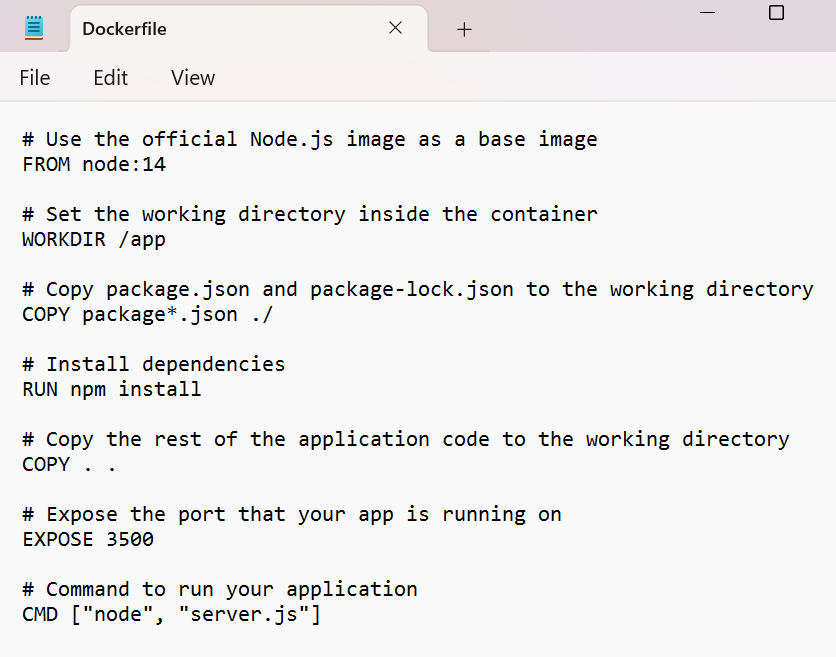 Dockerfile
File Edit View
# Use the official Node.js image as a base image
FROM node:14
# Set the working directory inside the container
WORKDIR /app
# Copy package.json and package-lock.json to the working directory
COPY package*.json ./
# Install dependencies
RUN npm install
# Copy the rest of the application code to the working directory
COPY . .
# Expose the port that your app is running on
EXPOSE 3500
# Command to run your application
CMD ["node", "server.js"]